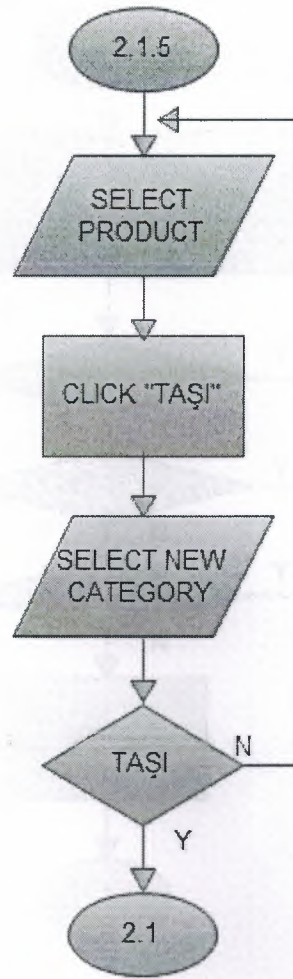 2.1.5
SELECT
PRODUCT
CLICK "TAŞI"
SELECT NEW
CATEGORY
TAŞI
N
Y
2.1